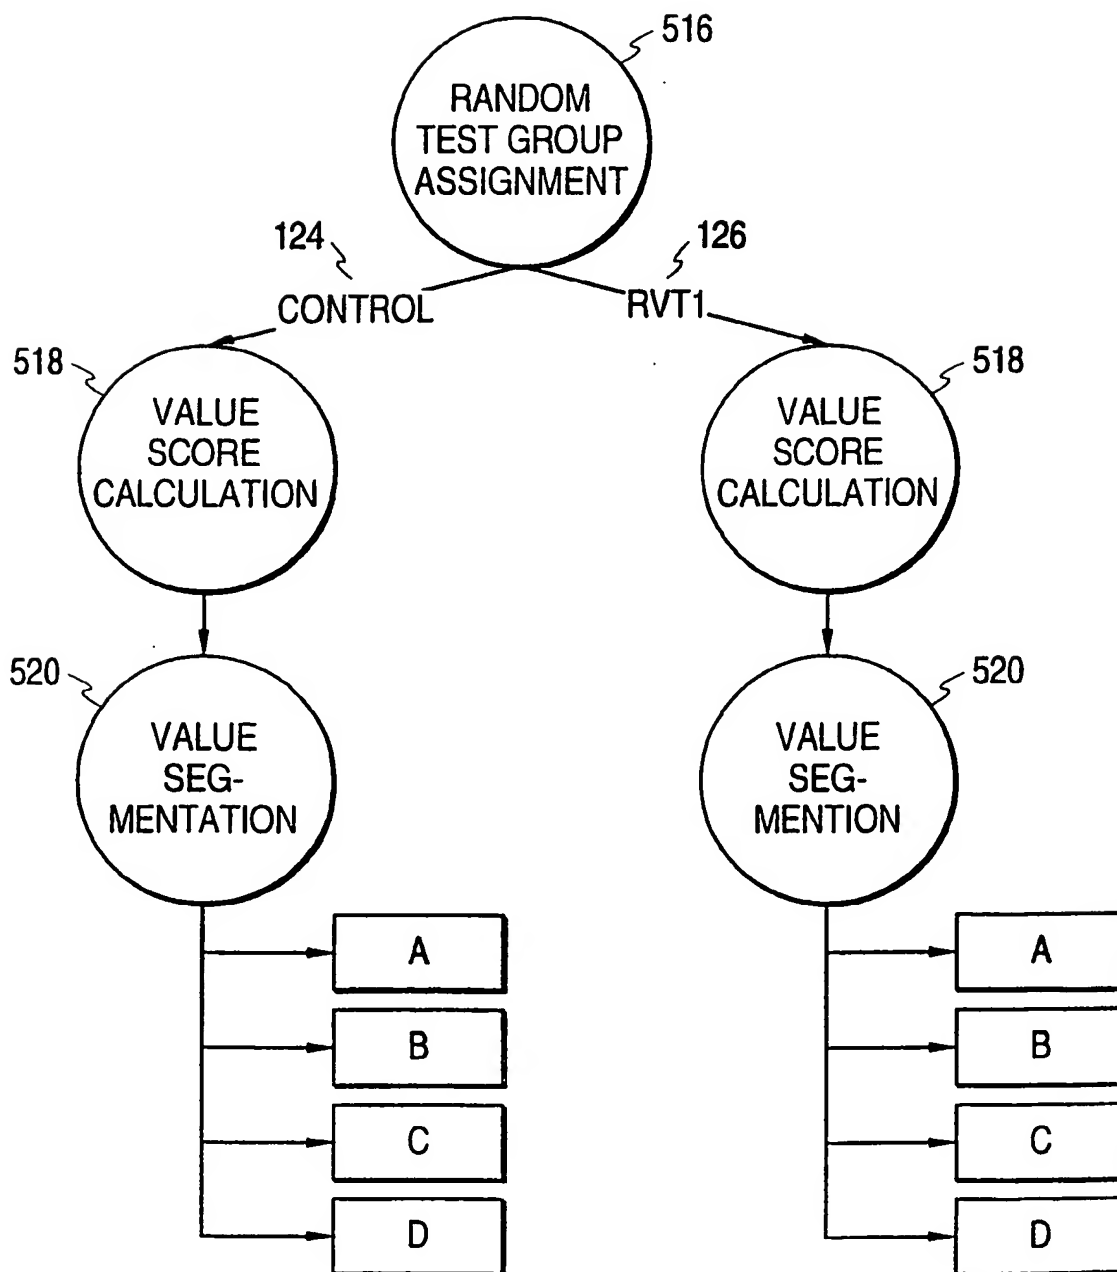 516
RANDOM
TEST GROUP
ASSIGNMENT
124
126
CONTROL
RVT1
518
518
VALUE
SCORE
CALCULATION
VALUE
SCORE
CALCULATION
520
520
VALUE
SEG-
MENTATION
VALUE
SEG-
MENTION
A
B
C
D
A
B
C
D